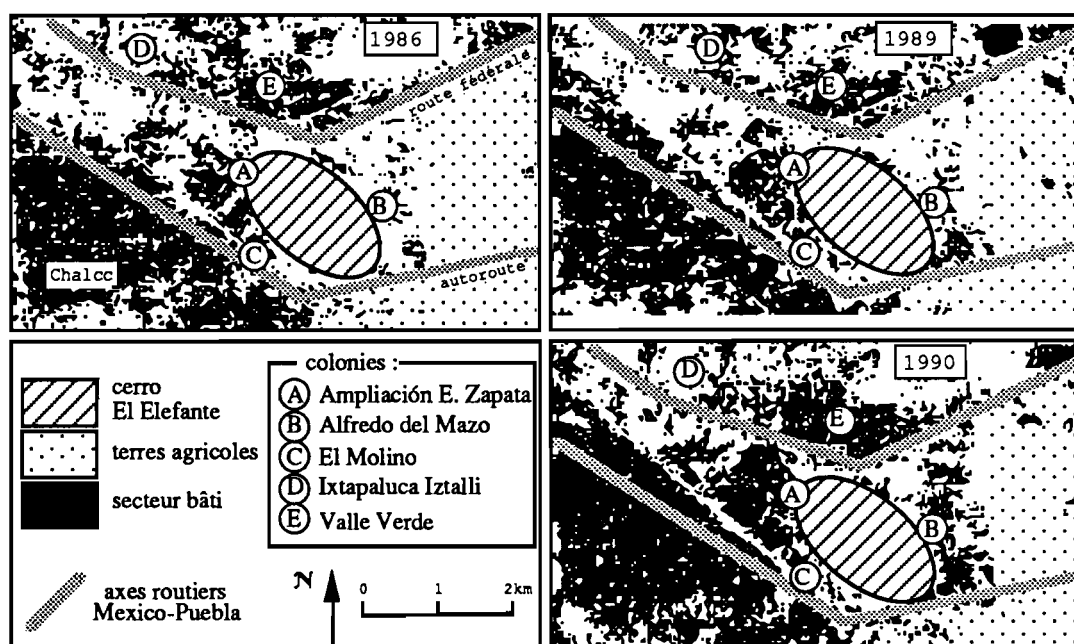 1986
D
E
route fédérale
A
B
C
Chalcc
autoroute
1989
D
E
A
B
C
cerro
El Elefante
terres agricoles
secteur bâti
axes routiers
Mexico-Puebla
colonies :
A Ampliación E. Zapata
B Alfredo del Mazo
C El Molino
D Ixtapaluca Iztalli
E Valle Verde
N
0 1 2km
1990
D
E
A
B
C